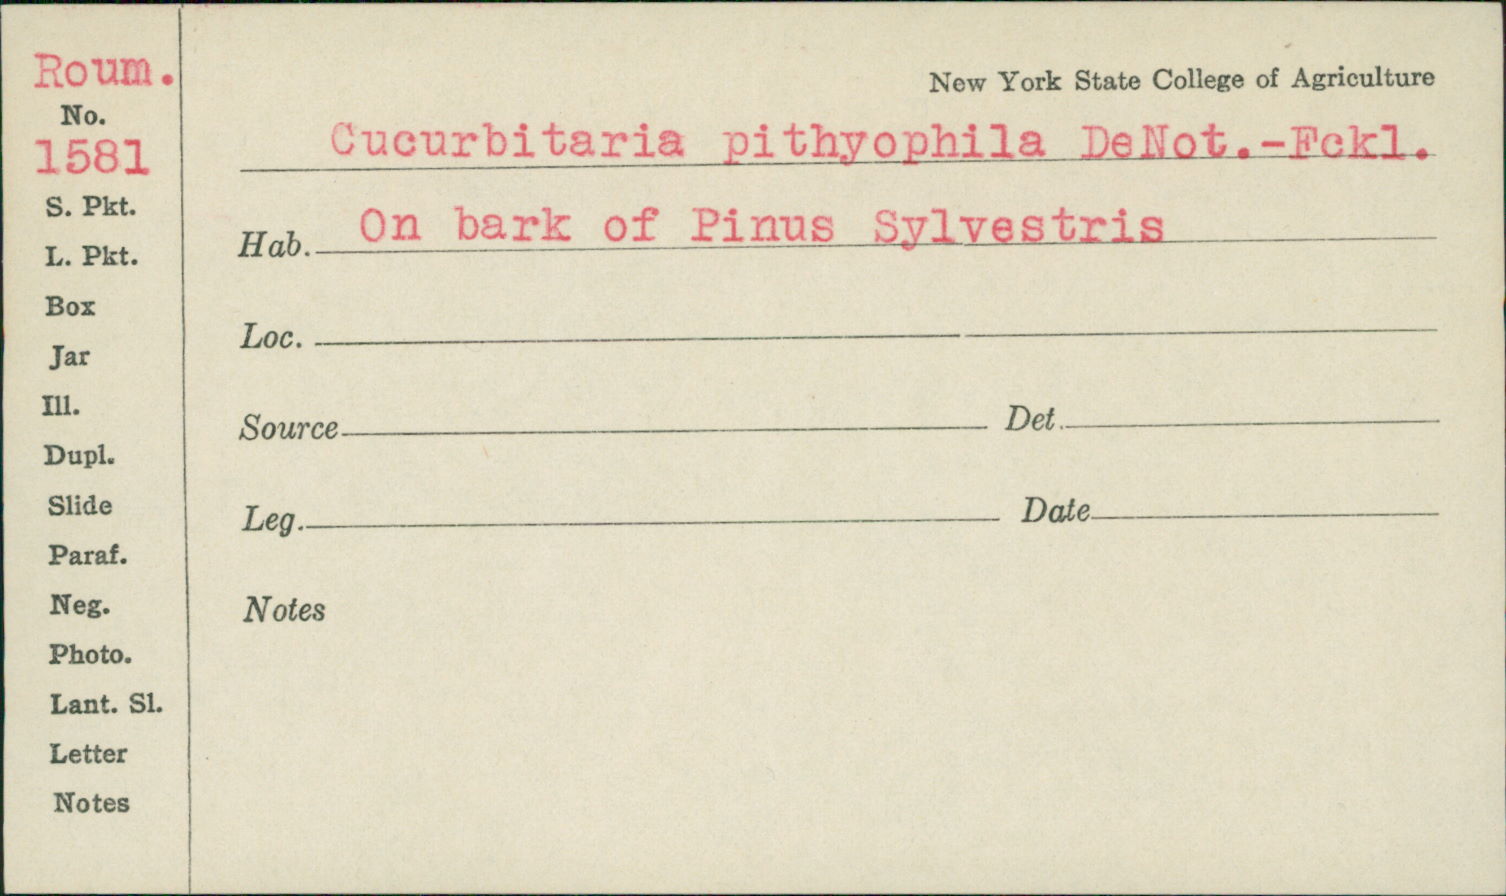 Roum.
No.
1581
S. Pkt.
L. Pkt.
Box
Jar
Ill.
Dupl.
Slide
Paraf.
Neg.
Photo.
Lant. Sl.
Letter
Notes
New York State College of Agriculture
Cucurbitaria pithyophila DeNot.-Fckl.
Hab. On bark of Pinus Sylvestris
Loc.
Source Det.
Leg. Date
Notes